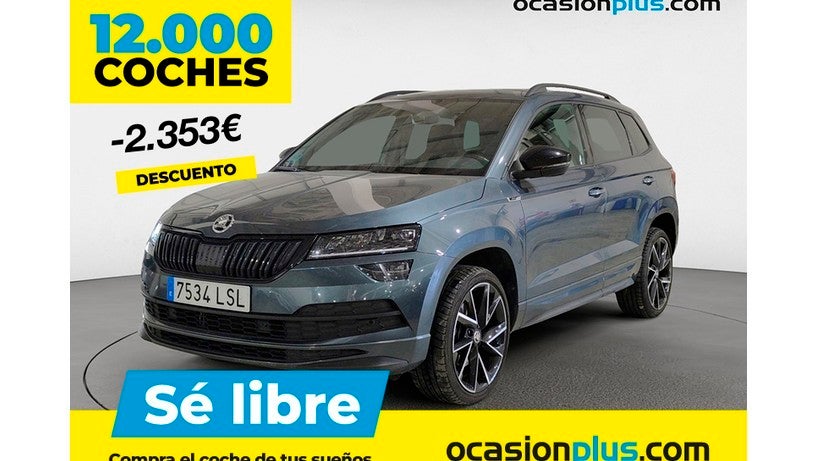 ocasionplus.com
12.000
COCHES
-2.353€
DESCUENTO
E 7534 LSL
Sé libre
Compra el coche de tus sueños
ocasionplus.com